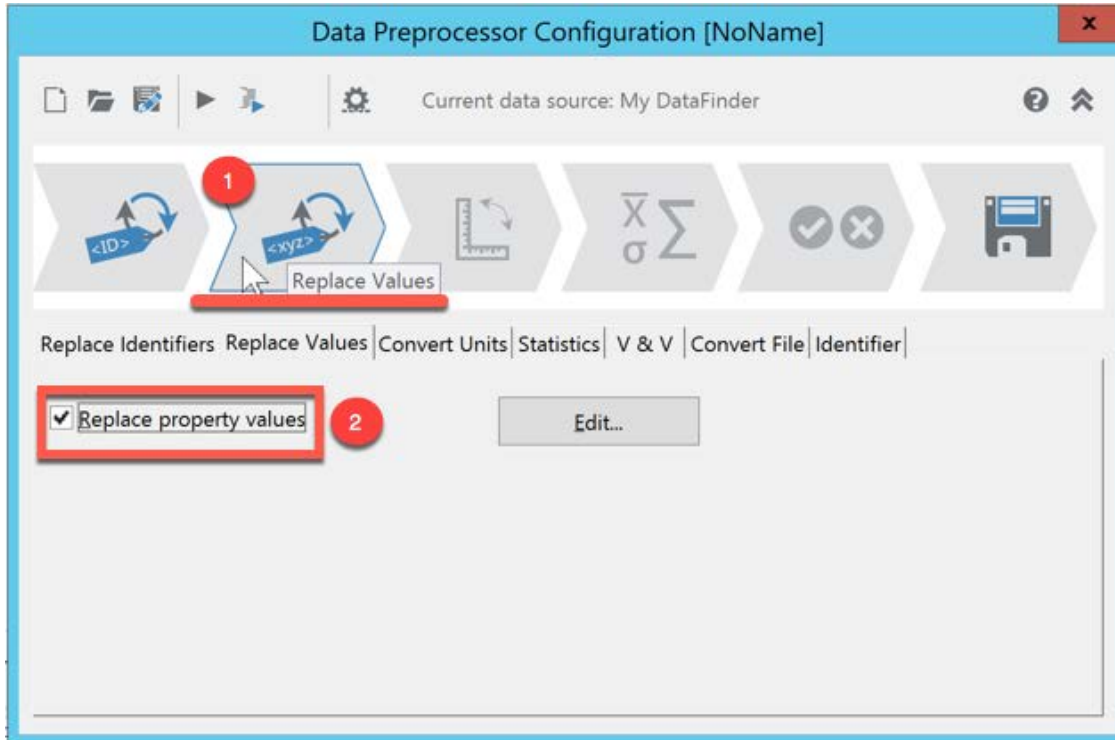 Data Preprocessor Configuration [NoName]
x
Current data source: My DataFinder
?
1
<ID>
<xyz>
x̅ Σ
σ
Replace Values
Replace Identifiers Replace Values Convert Units Statistics V & V Convert File Identifier
Replace property values
2
Edit...